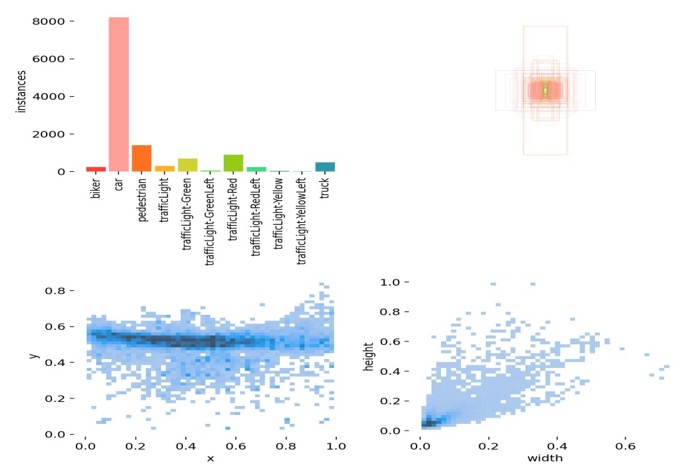 8000
6000
4000
2000
0
instances
biker
car
pedestrian
trafficLight
trafficLight-Green
trafficLight-GreenLeft
trafficLight-Red
trafficLight-RedLeft
trafficLight-Yellow
trafficLight-YellowLeft
truck
0.8
0.6
0.4
0.2
0.0
y
0.0 0.2 0.4 0.6 0.8 1.0
x
1.0
0.8
0.6
0.4
0.2
0.0
height
0.0 0.2 0.4 0.6
width